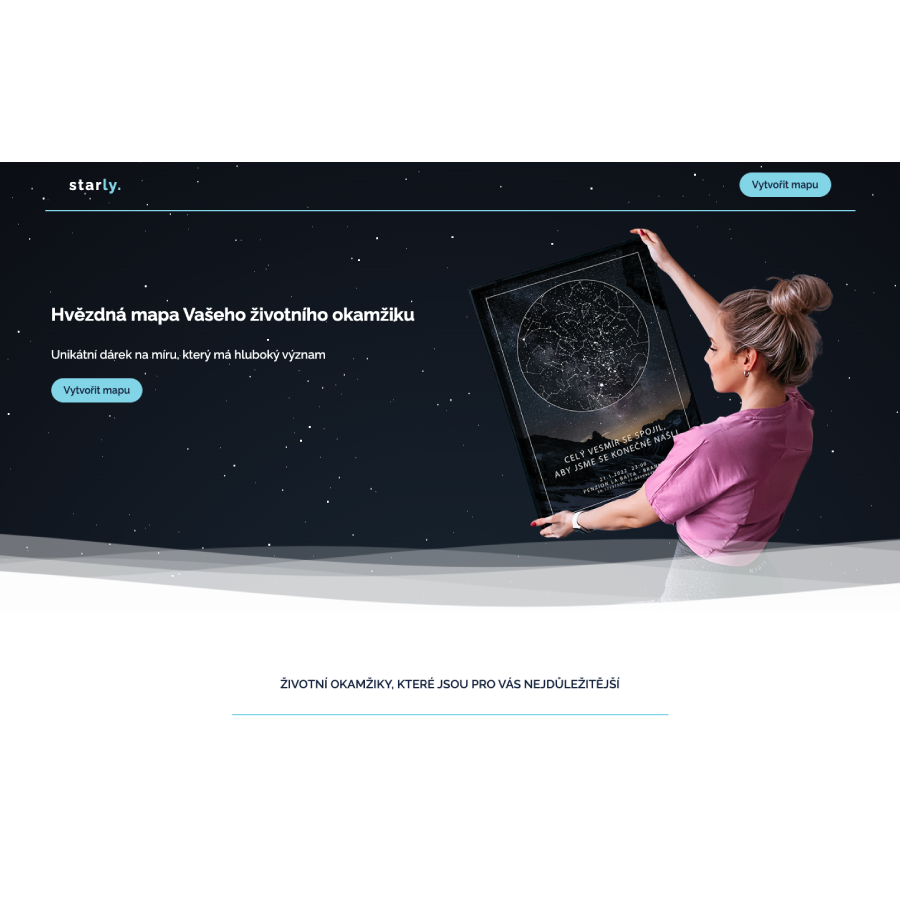 starly.
Vytvořit mapu
Hvězdná mapa Vašeho životního okamžiku
Unikátní dárek na míru, který má hluboký význam
Vytvořit mapu
CELÝ VESMÍR SE SPOJIL,
ABY JSME SE KONEČNĚ NAŠLI
21.1.2022 23:00
PENZION LA BAITA - BRANN
ŽIVOTNÍ OKAMŽIKY, KTERÉ JSOU PRO VÁS NEJDŮLEŽITĚJŠÍ